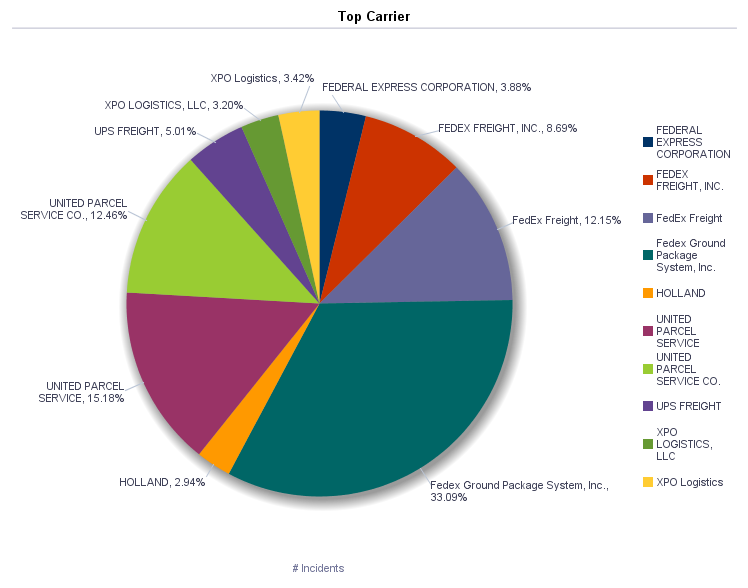 Top Carrier
XPO Logistics, 3.42%
FEDERAL EXPRESS CORPORATION, 3.88%
XPO LOGISTICS, LLC, 3.20%
UPS FREIGHT, 5.01%
FEDEX FREIGHT, INC., 8.69%
UNITED PARCEL
SERVICE CO., 12.46%
FedEx Freight, 12.15%
UNITED PARCEL
SERVICE, 15.18%
HOLLAND, 2.94%
Fedex Ground Package System, Inc.,
33.09%
FEDERAL
EXPRESS
CORPORATION
FEDEX
FREIGHT, INC.
FedEx Freight
Fedex Ground
Package
System, Inc.
HOLLAND
UNITED
PARCEL
SERVICE
UNITED
PARCEL
SERVICE CO.
UPS FREIGHT
XPO
LOGISTICS,
LLC
XPO Logistics
# Incidents